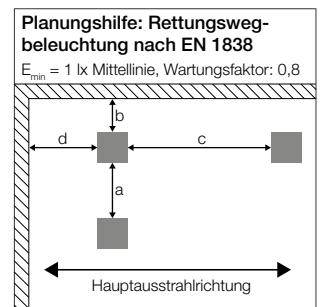 Planungshilfe: Rettungsweg-
beleuchtung nach EN 1838
Emin = 1 lx Mittellinie, Wartungsfaktor: 0,8
b
d
c
a
Hauptausstrahlrichtung